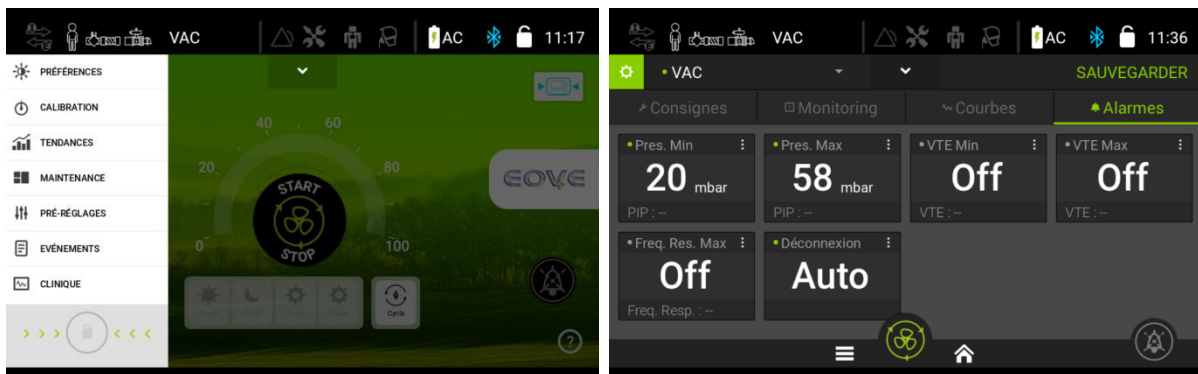 VAC
AC
11:17
PRÉFÉRENCES
CALIBRATION
TENDANCES
MAINTENANCE
PRÉ-RÉGLAGES
EVÉNEMENTS
CLINIQUE
> > > < < <
40 60
20 80
0 100
START
STOP
EOVE
Cycle
?
VAC
AC
11:36
• VAC
SAUVEGARDER
Consignes
Monitoring
Courbes
Alarmes
• Pres. Min
20 mbar
PIP : --
• Pres. Max
58 mbar
PIP : --
• VTE Min
Off
VTE : --
• VTE Max
Off
VTE : --
• Freq. Res. Max
Off
Freq. Resp. : --
• Déconnexion
Auto